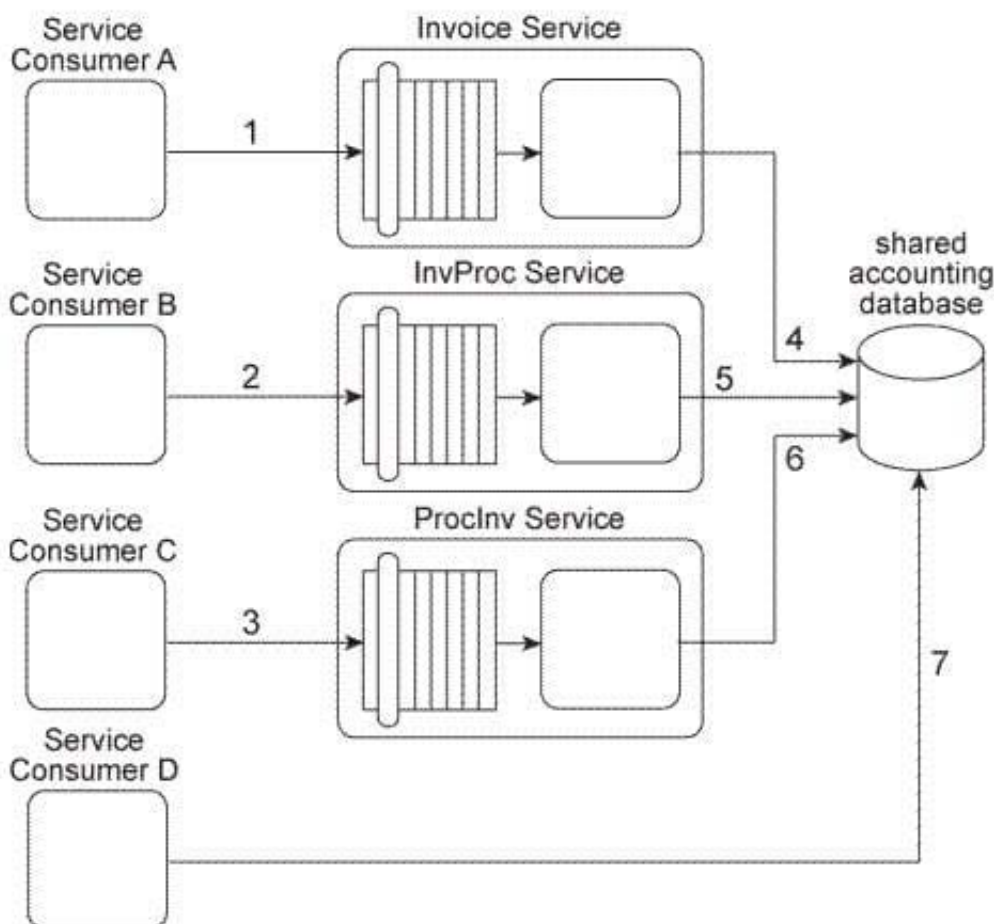 Service
Consumer A
Invoice Service
1
Service
Consumer B
InvProc Service
shared
accounting
database
2
4
5
6
Service
Consumer C
ProcInv Service
3
7
Service
Consumer D